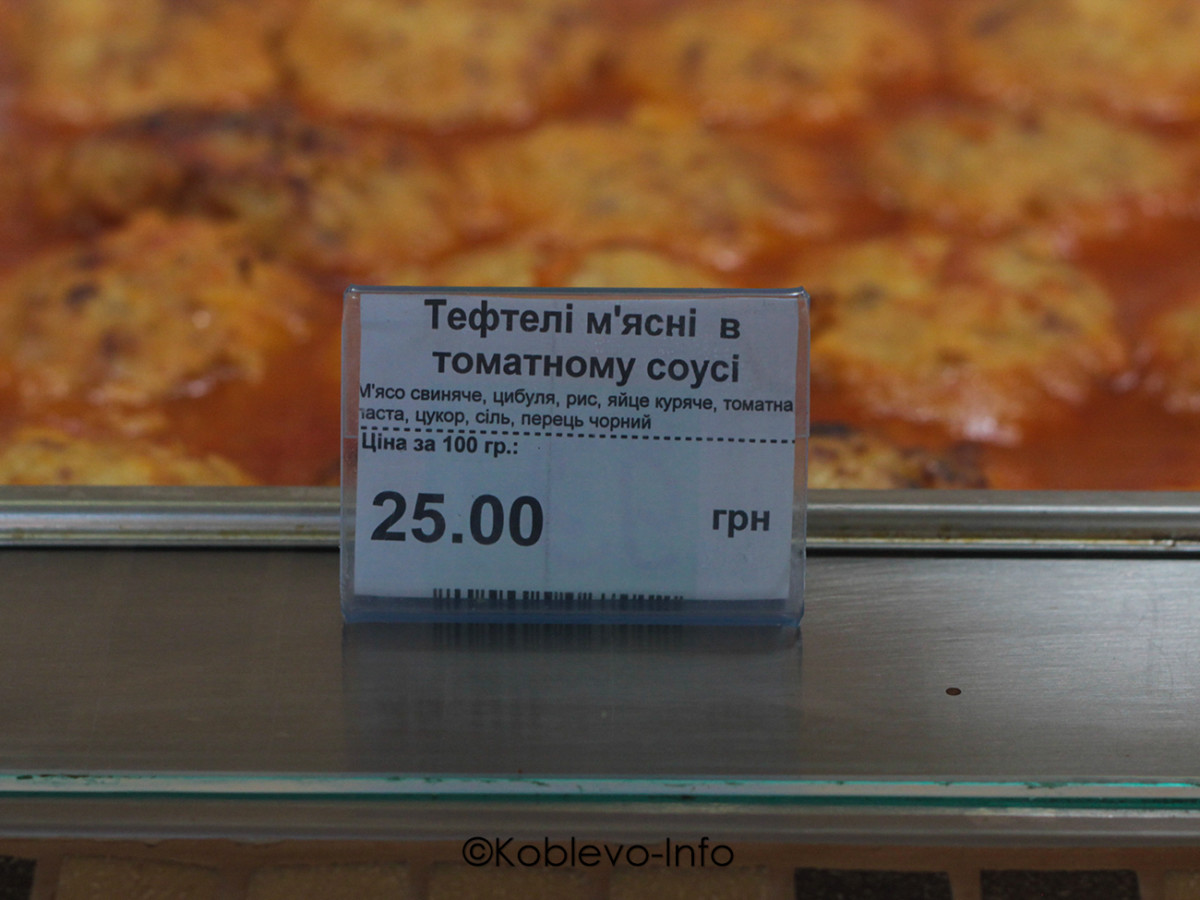 Тефтелі м'ясні в
томатному соусі
М'ясо свиняче, цибуля, рис, яйце куряче, томатна
паста, цукор, сіль, перець чорний
Ціна за 100 гр.:
25.00 грн
©Koblevo-Info